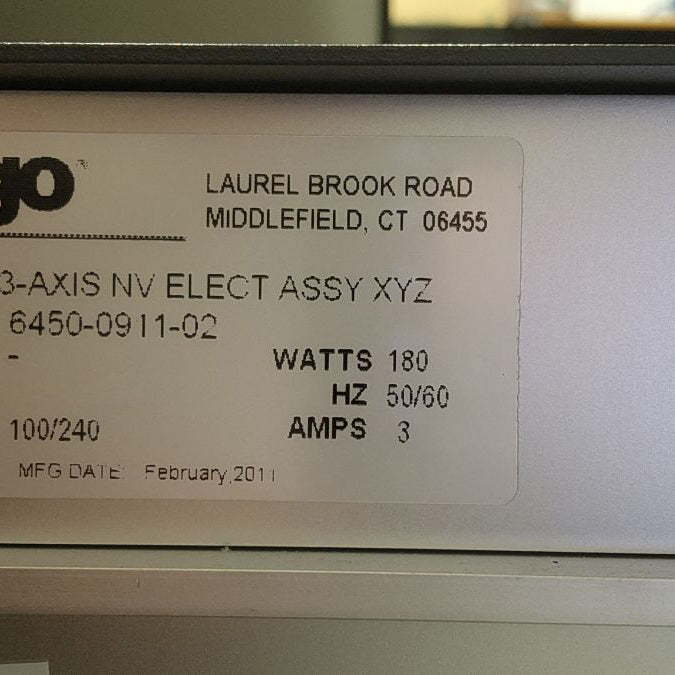 go™
LAUREL BROOK ROAD
MIDDLEFIELD, CT 06455
3-AXIS NV ELECT ASSY XYZ
6450-0911-02
-
WATTS 180
HZ 50/60
100/240 AMPS 3
MFG DATE: February,2011